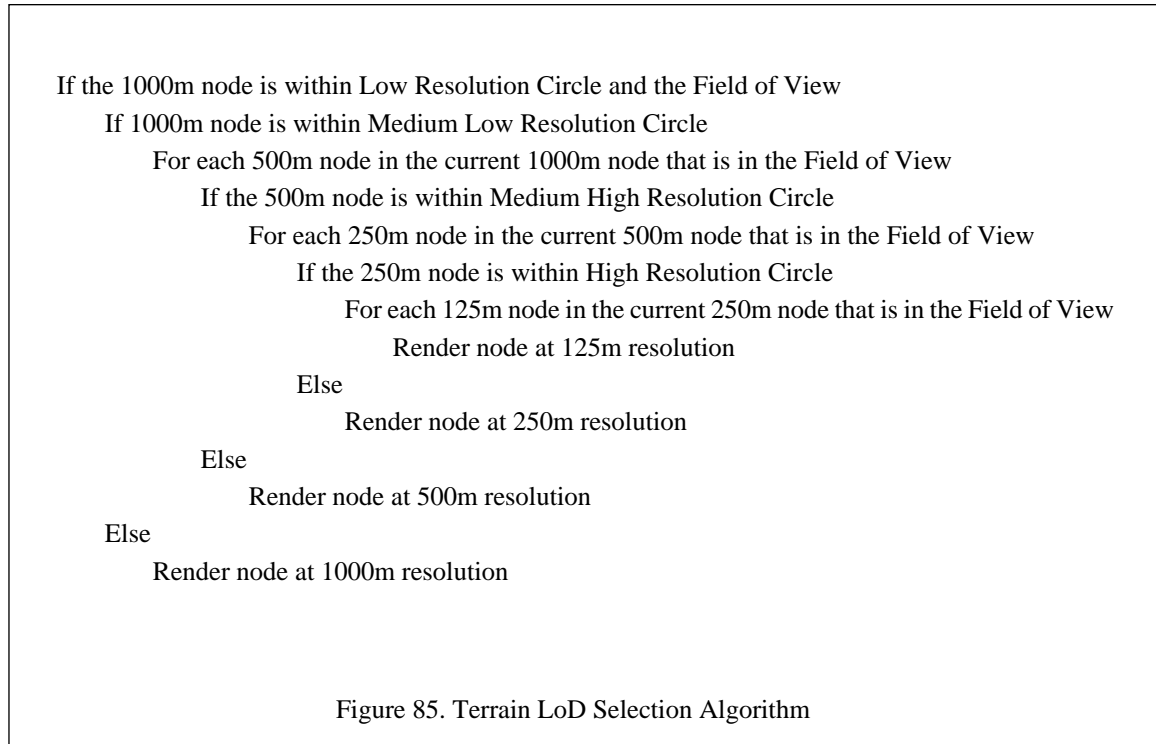 If the 1000m node is within Low Resolution Circle and the Field of View
If 1000m node is within Medium Low Resolution Circle
For each 500m node in the current 1000m node that is in the Field of View
If the 500m node is within Medium High Resolution Circle
For each 250m node in the current 500m node that is in the Field of View
If the 250m node is within High Resolution Circle
For each 125m node in the current 250m node that is in the Field of View
Render node at 125m resolution
Else
Render node at 250m resolution
Else
Render node at 500m resolution
Else
Render node at 1000m resolution
Figure 85. Terrain LoD Selection Algorithm